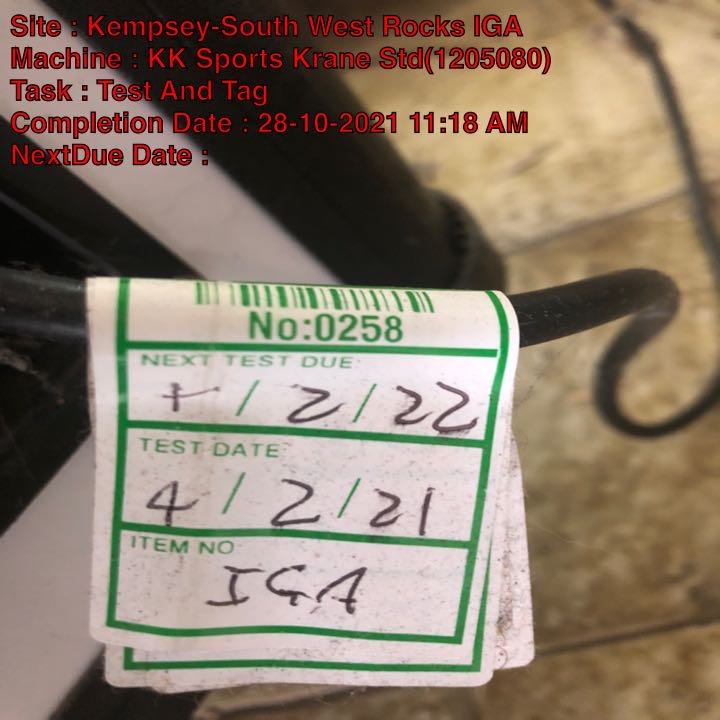 Site : Kempsey-South West Rocks IGA
Machine : KK Sports Krane Std(1205080)
Task : Test And Tag
Completion Date : 28-10-2021 11:18 AM
NextDue Date :
No:0258
NEXT TEST DUE:
/ 2 / 22
TEST DATE
4 / 2 / 21
ITEM NO
IGA